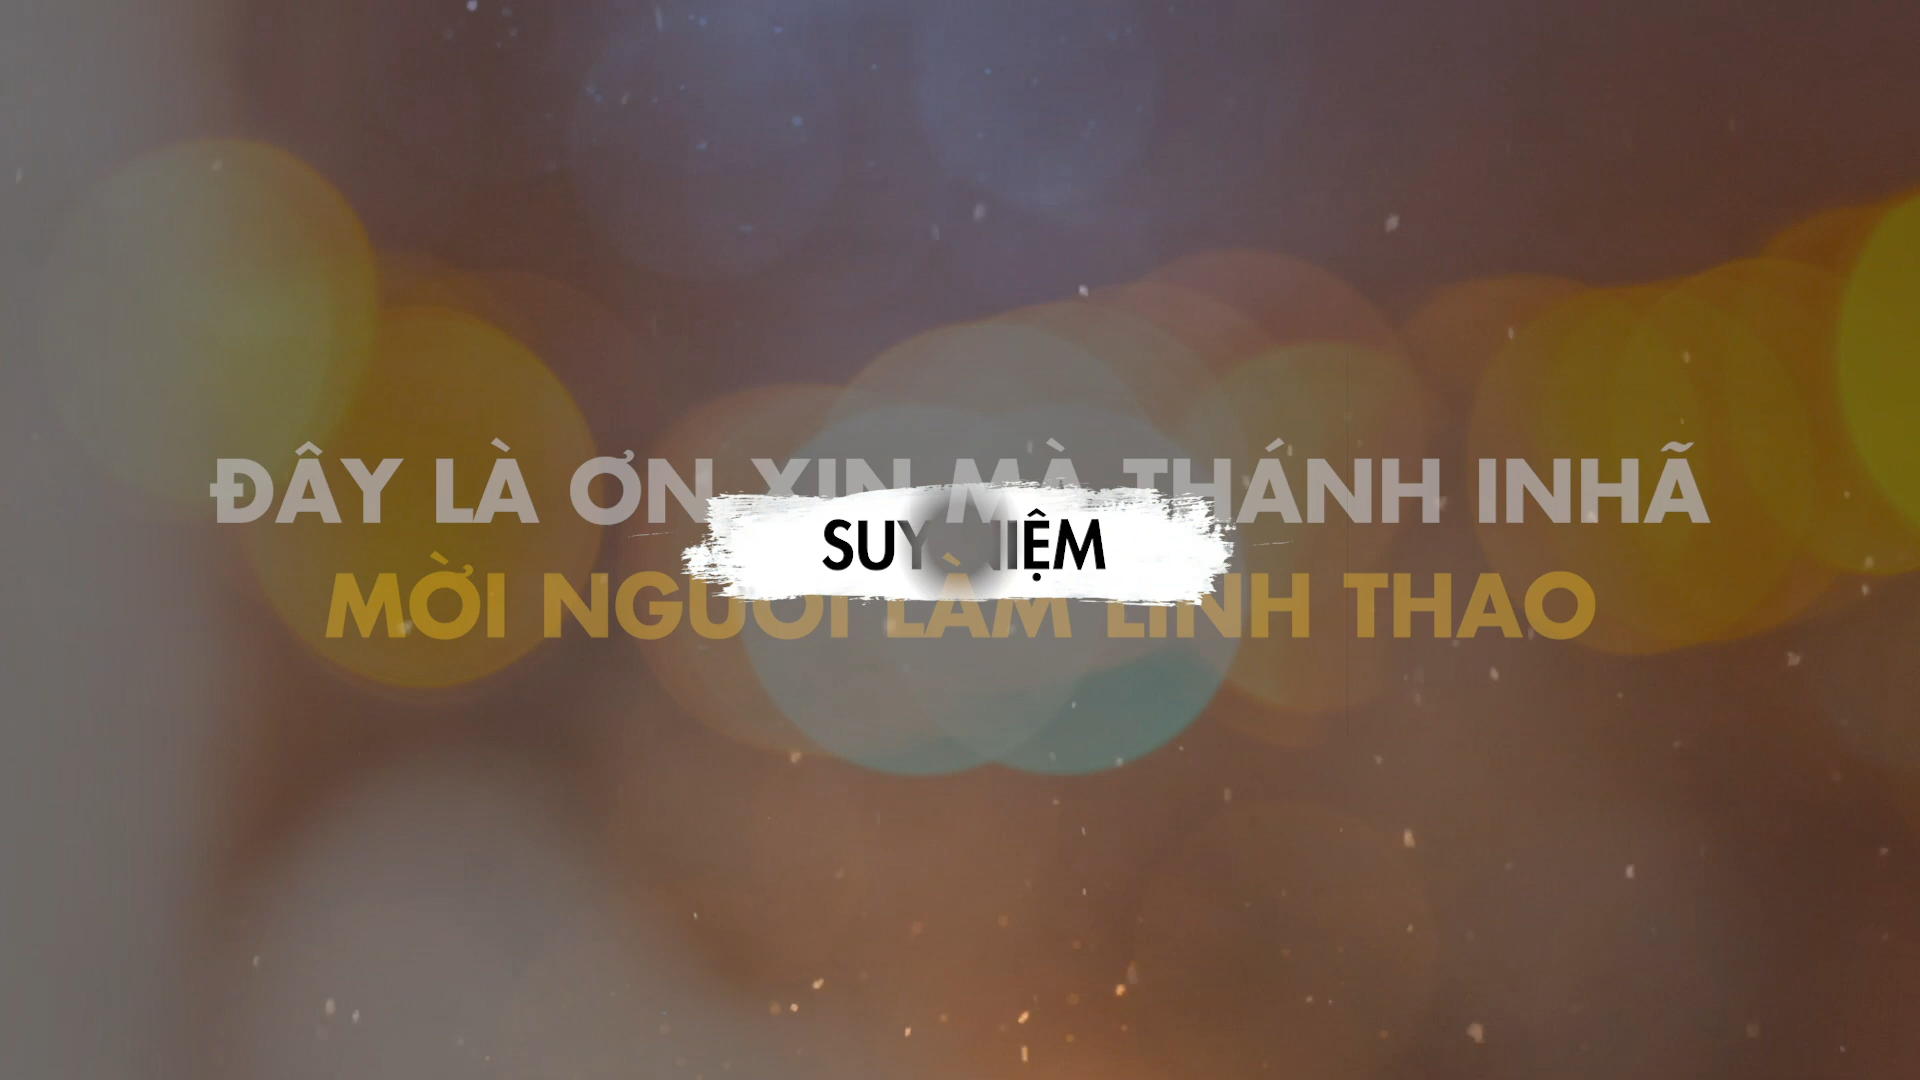 ĐÂY LÀ ƠN XIN MÀ THÁNH INHÃ
SUY NIỆM
MỜI NGƯỜI LÀM LINH THAO